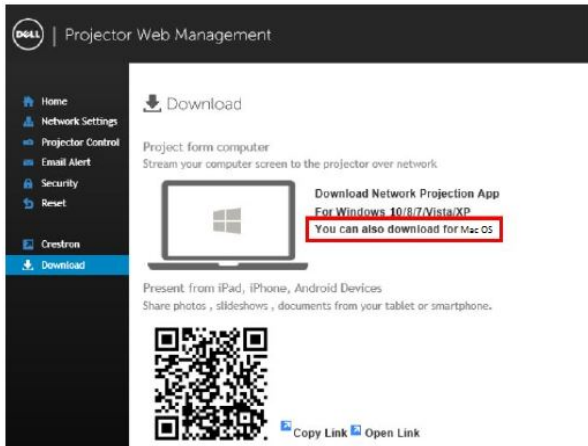 DELL | Projector Web Management
Home
Network Settings
Projector Control
Email Alert
Security
Reset
Crestron
Download
Download
Project form computer
Stream your computer screen to the projector over network
Download Network Projection App
For Windows 10/8/7/Vista/XP
You can also download for Mac OS
Present from iPad, iPhone, Android Devices
Share photos , slideshows , documents from your tablet or smartphone.
Copy Link Open Link